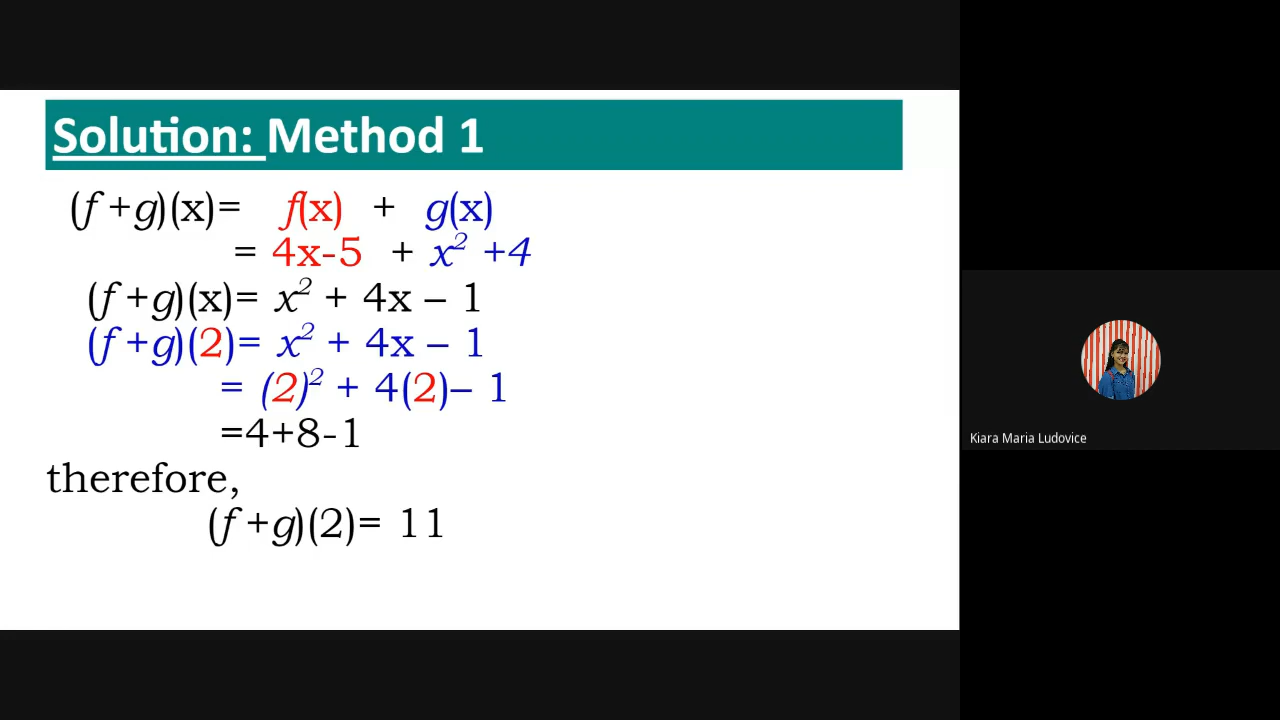 Solution: Method 1
(f +g)(x)= f(x) + g(x)
= 4x-5 + x² +4
(f +g)(x)= x² + 4x – 1
(f +g)(2)= x² + 4x – 1
= (2)² + 4(2)– 1
=4+8-1
therefore,
(f +g)(2)= 11
Kiara Maria Ludovice